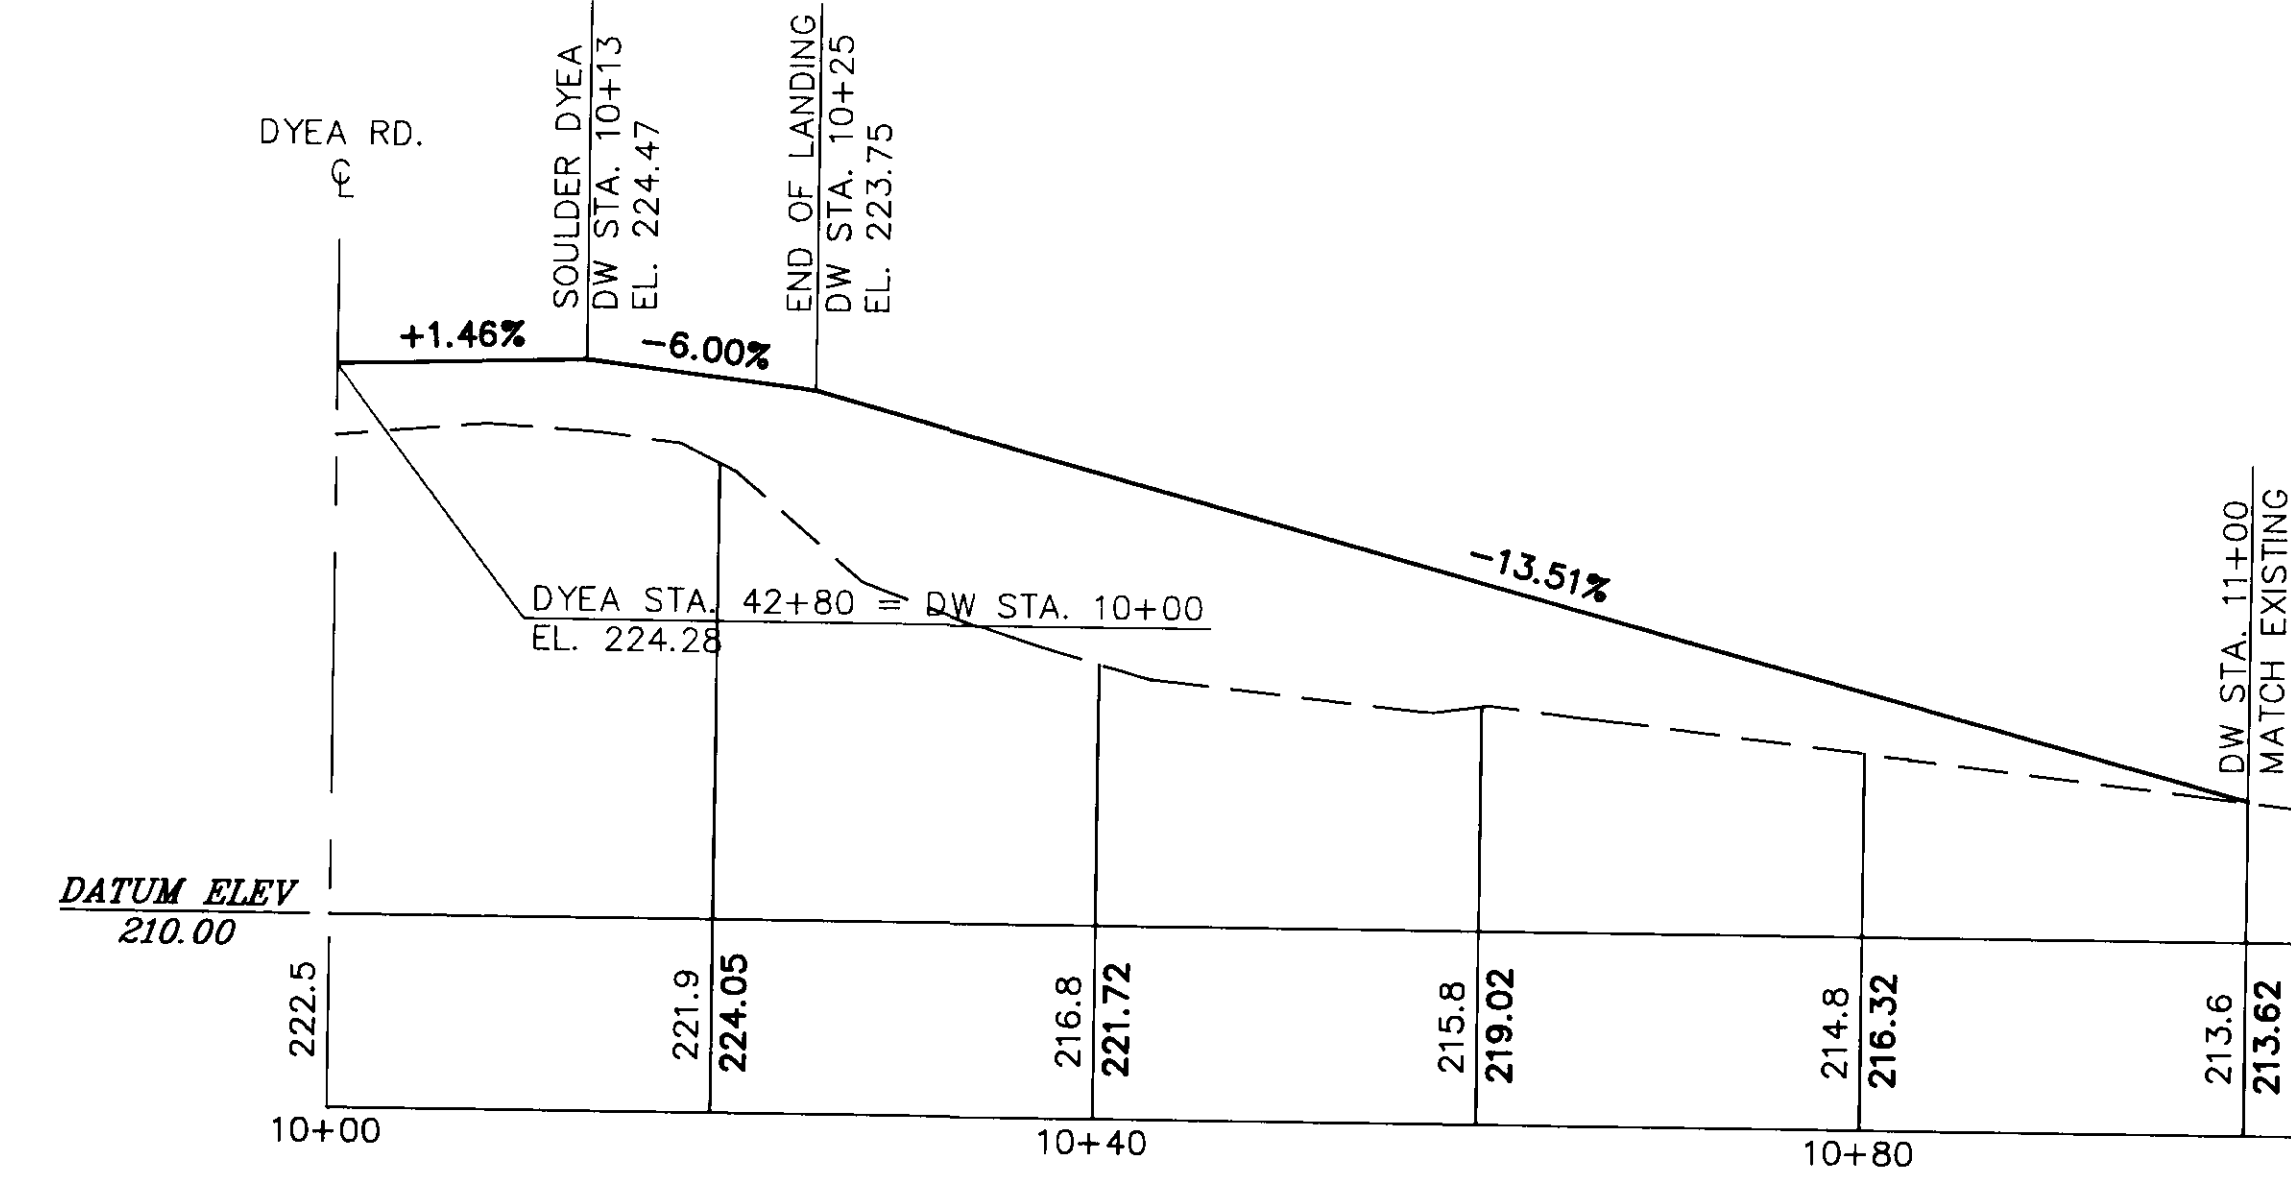 DYEA RD.
℄
SOULDER DYEA
DW STA. 10+13
EL. 224.47
END OF LANDING
DW STA. 10+25
EL. 223.75
+1.46%
-6.00%
-13.51%
DYEA STA. 42+80 = DW STA. 10+00
EL. 224.28
DW STA. 11+00
MATCH EXISTING
DATUM ELEV
210.00
222.5
221.9
224.05
216.8
221.72
215.8
219.02
214.8
216.32
213.6
213.62
10+00
10+40
10+80